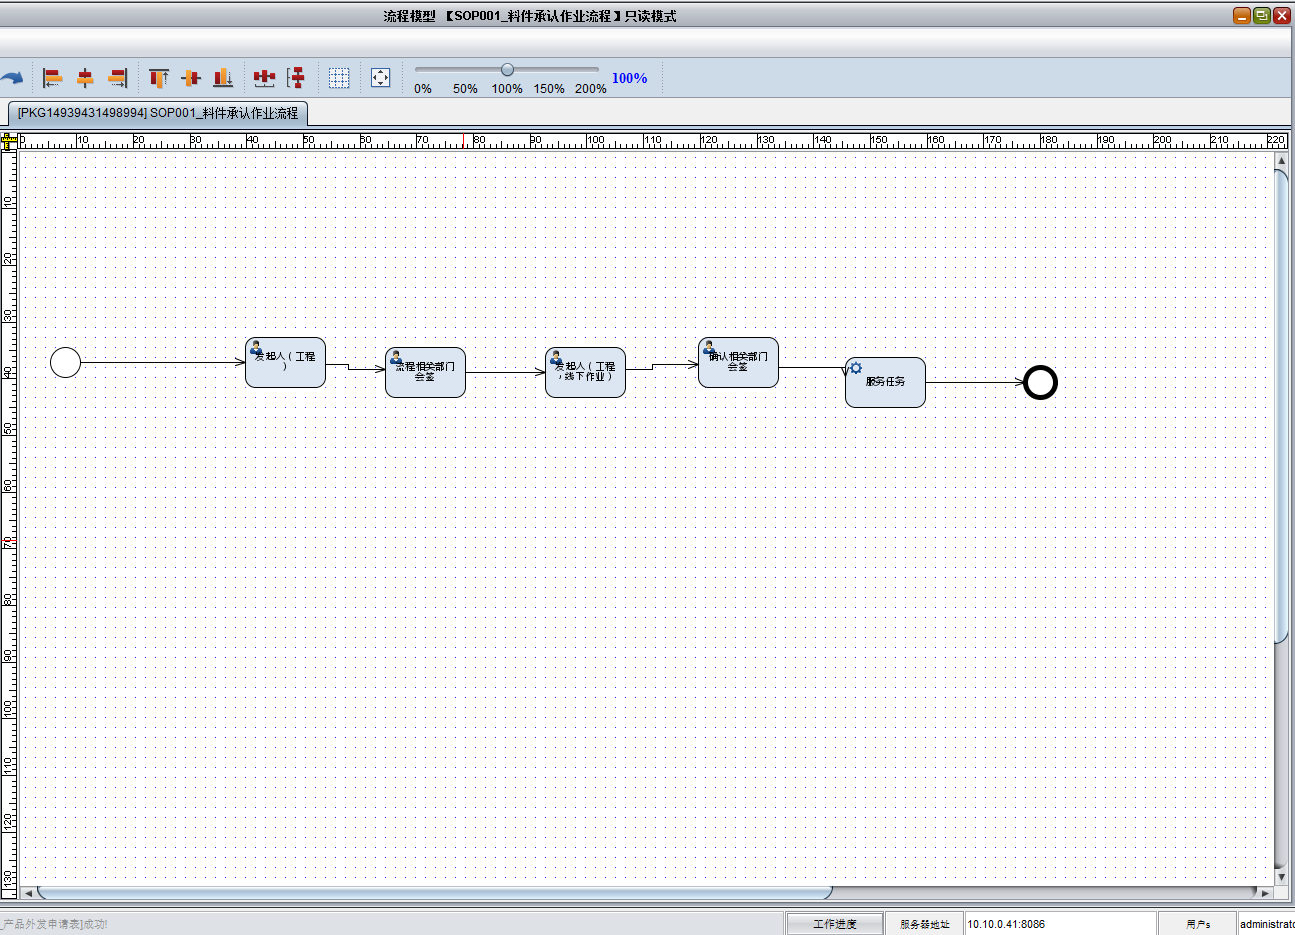 流程模型 【SOP001_料件承认作业流程】只读模式
0% 50% 100% 150% 200% 100%
[PKG14939431498994] SOP001_料件承认作业流程
0 10 20 30 40 50 60 70 80 90 100 110 120 130 140 150 160 170 180 190 200 210 220
10
20
30
40
50
60
70
80
90
100
110
120
130
发起人（工程
）
流程相关部门
会签
发起人（工程
，线下作业）
确认相关部门
会签
服务任务
_产品外发申请表]成功!
工作进度
服务器地址
10.10.0.41:8086
用户s
administrato